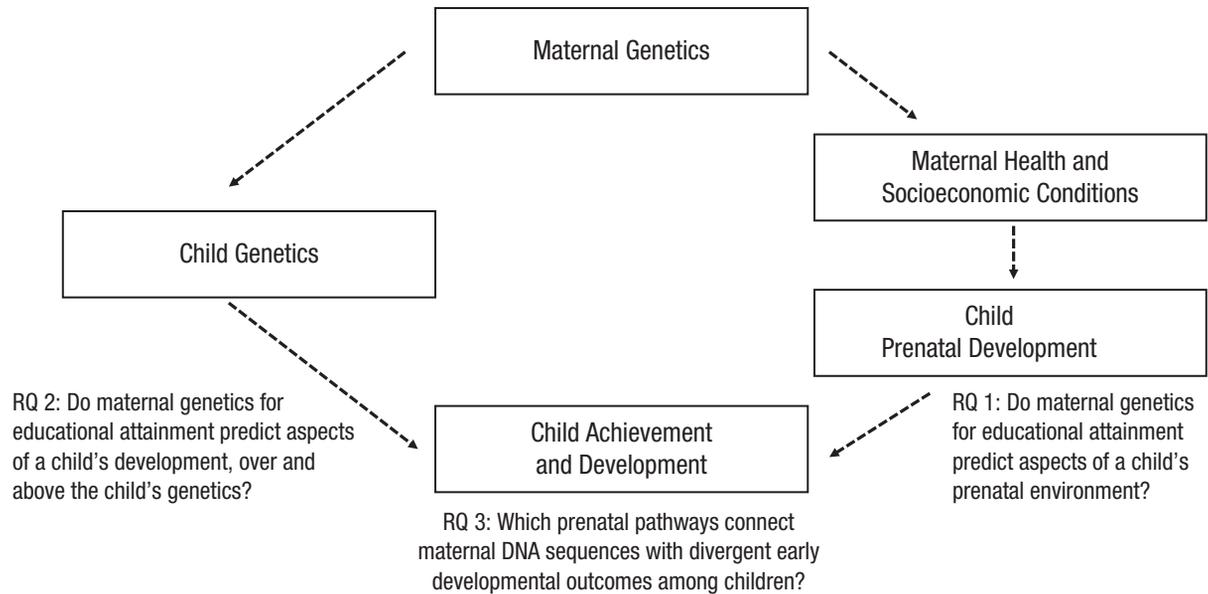 Maternal Genetics
Maternal Health and
Socioeconomic Conditions
Child Genetics
Child
Prenatal Development
RQ 2: Do maternal genetics for
educational attainment predict aspects
of a child’s development, over and
above the child’s genetics?
Child Achievement
and Development
RQ 1: Do maternal genetics
for educational attainment
predict aspects of a child’s
prenatal environment?
RQ 3: Which prenatal pathways connect
maternal DNA sequences with divergent early
developmental outcomes among children?